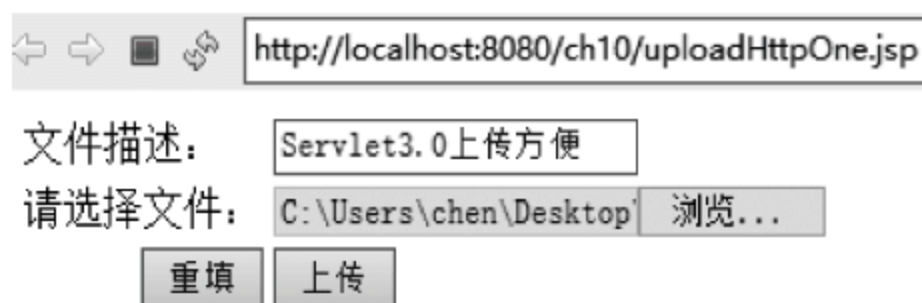 http://localhost:8080/ch10/uploadHttpOne.jsp
文件描述： Servlet3.0上传方便
请选择文件： C:\Users\chen\Desktop\ 浏览...
重填 上传